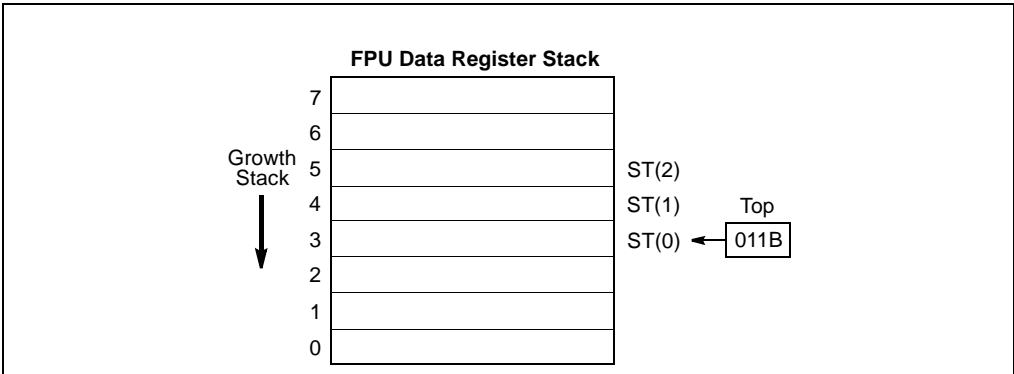 FPU Data Register Stack
7
6
Growth
Stack
5
ST(2)
4
ST(1)
Top
3
ST(0)
011B
2
1
0